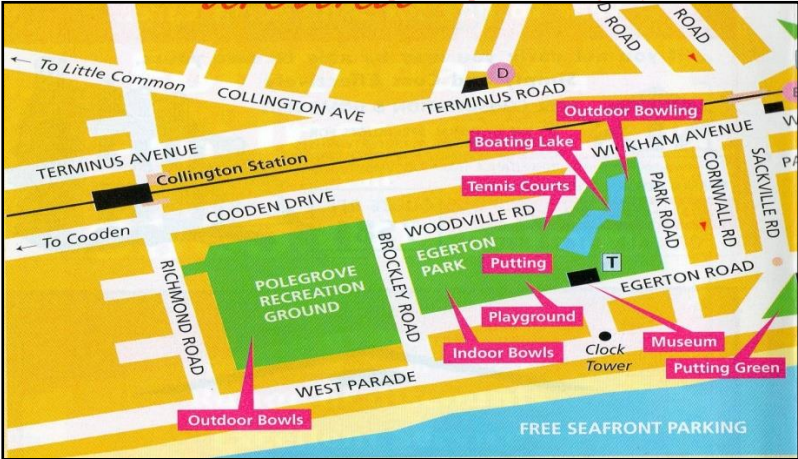 D ROAD
ROAD
← To Little Common
COLLINGTON AVE
D
TERMINUS ROAD
Outdoor Bowling
Boating Lake
WICKHAM AVENUE
TERMINUS AVENUE
Collington Station
Tennis Courts
PARK ROAD
CORNWALL RD
SACKVILLE RD
COODEN DRIVE
WOODVILLE RD
← To Cooden
RICHMOND ROAD
BROCKLEY ROAD
EGERTON
PARK
Putting
T
EGERTON ROAD
POLEGROVE
RECREATION
GROUND
Playground
Museum
Indoor Bowls
Clock
Tower
Putting Green
WEST PARADE
Outdoor Bowls
FREE SEAFRONT PARKING